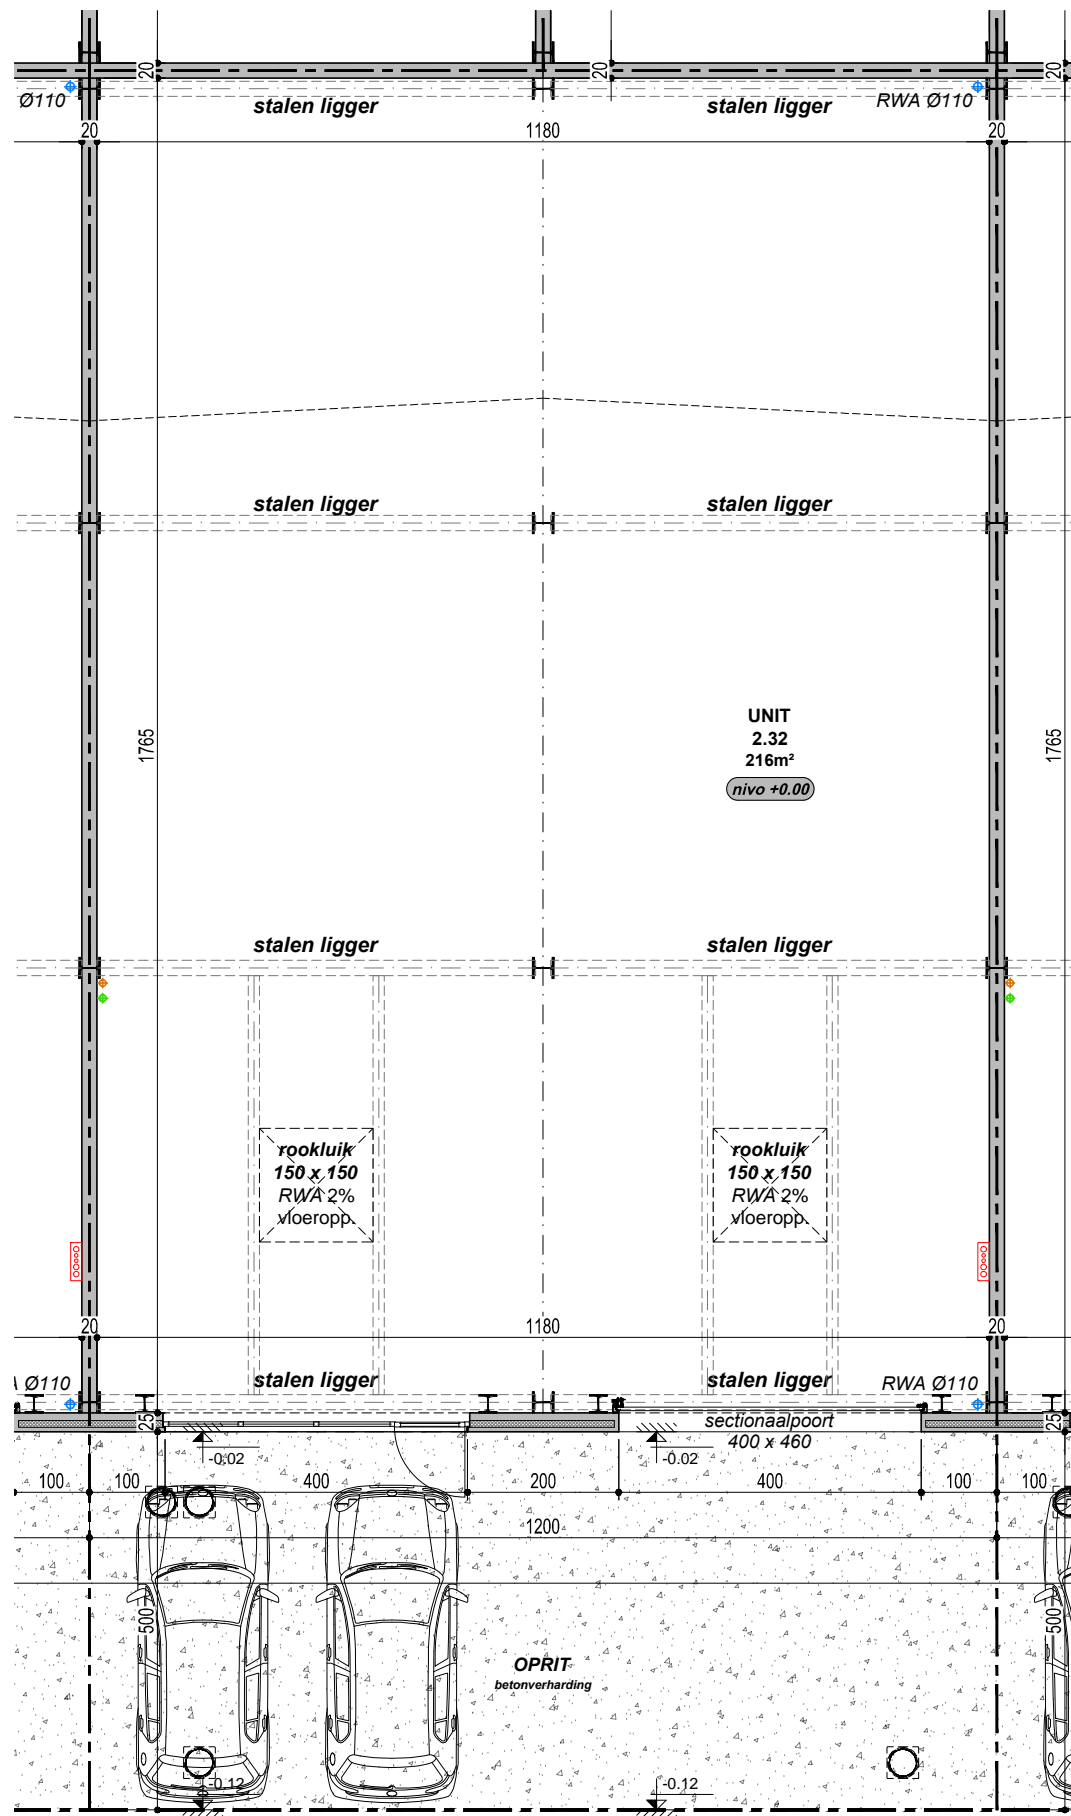 20
20
20
Ø110
stalen ligger
stalen ligger
RWA Ø110
20
1180
20
stalen ligger
stalen ligger
UNIT
2.32
216m²
nivo +0.00
1765
1765
stalen ligger
stalen ligger
rookluik
150 x 150
RWA 2%
vloeropp.
rookluik
150 x 150
RWA 2%
vloeropp.
20
1180
20
Ø110
stalen ligger
stalen ligger
RWA Ø110
25
sectionaalpoort
400 x 460
25
-0.02
-0.02
100
100
400
200
400
100
100
1200
500
500
OPRIT
betonverharding
-0.12
-0.12